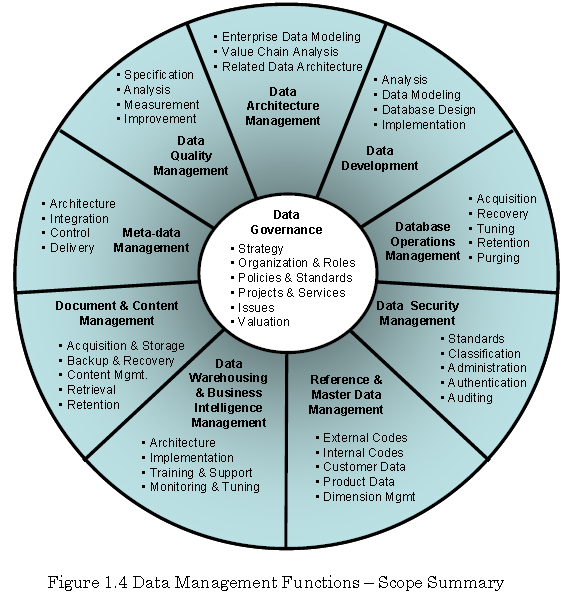 • Enterprise Data Modeling
• Value Chain Analysis
• Related Data Architecture
Data
Architecture
Management
• Analysis
• Data Modeling
• Database Design
• Implementation
Data
Development
• Acquisition
• Recovery
• Tuning
• Retention
• Purging
Database
Operations
Management
Data Security
Management
• Standards
• Classification
• Administration
• Authentication
• Auditing
Reference &
Master Data
Management
• External Codes
• Internal Codes
• Customer Data
• Product Data
• Dimension Mgmt
Data
Warehousing
& Business
Intelligence
Management
• Architecture
• Implementation
• Training & Support
• Monitoring & Tuning
Document & Content
Management
• Acquisition & Storage
• Backup & Recovery
• Content Mgmt.
• Retrieval
• Retention
• Architecture
• Integration
• Control
• Delivery
Meta-data
Management
• Specification
• Analysis
• Measurement
• Improvement
Data
Quality
Management
Data
Governance
• Strategy
• Organization & Roles
• Policies & Standards
• Projects & Services
• Issues
• Valuation
Figure 1.4 Data Management Functions – Scope Summary